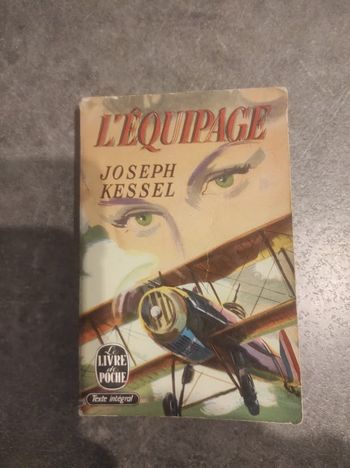 L'ÉQUIPAGE
JOSEPH
KESSEL
Le
LIVRE
de
POCHE
Texte intégral